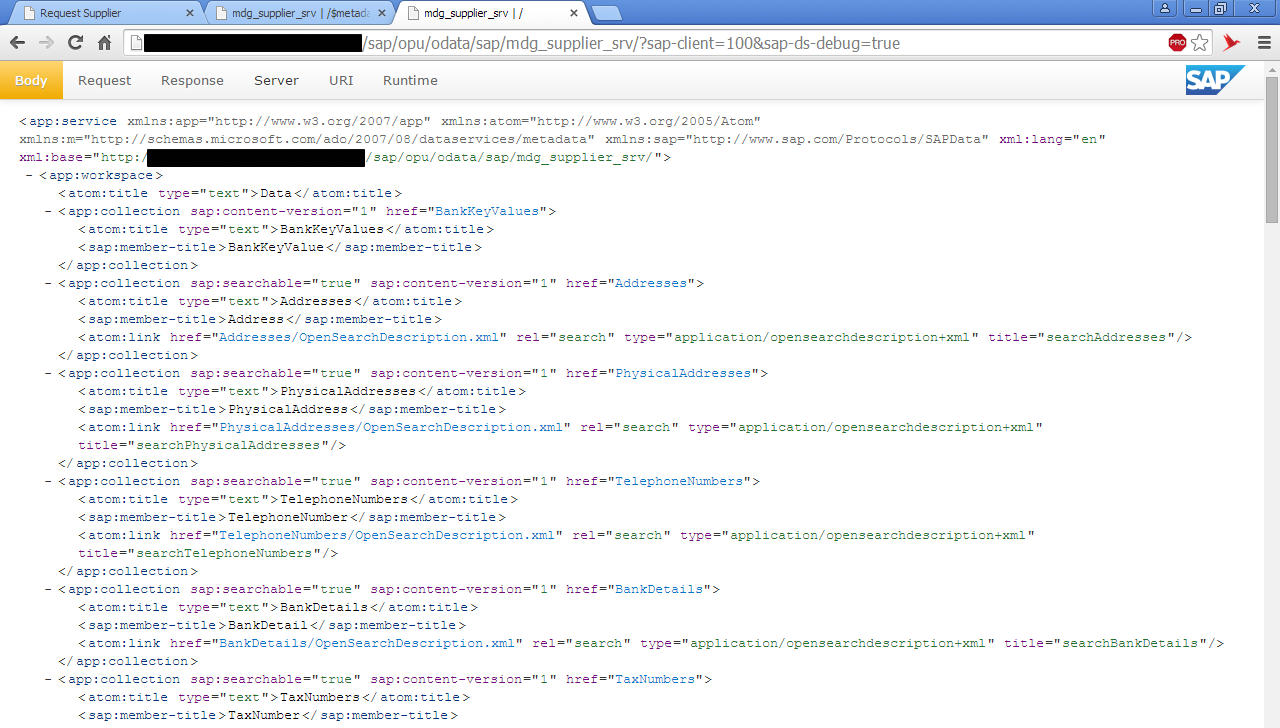 Request Supplier
mdg_supplier_srv | /$metada
mdg_supplier_srv | /
/sap/opu/odata/sap/mdg_supplier_srv/?sap-client=100&sap-ds-debug=true
PRO
Body Request Response Server URI Runtime
SAP
<app:service xmlns:app="http://www.w3.org/2007/app" xmlns:atom="http://www.w3.org/2005/Atom"
xmlns:m="http://schemas.microsoft.com/ado/2007/08/dataservices/metadata" xmlns:sap="http://www.sap.com/Protocols/SAPData" xml:lang="en"
xml:base="http:/ /sap/opu/odata/sap/mdg_supplier_srv/">
- <app:workspace>
<atom:title type="text">Data</atom:title>
- <app:collection sap:content-version="1" href="BankKeyValues">
<atom:title type="text">BankKeyValues</atom:title>
<sap:member-title>BankKeyValue</sap:member-title>
</app:collection>
- <app:collection sap:searchable="true" sap:content-version="1" href="Addresses">
<atom:title type="text">Addresses</atom:title>
<sap:member-title>Address</sap:member-title>
<atom:link href="Addresses/OpenSearchDescription.xml" rel="search" type="application/opensearchdescription+xml" title="searchAddresses"/>
</app:collection>
- <app:collection sap:searchable="true" sap:content-version="1" href="PhysicalAddresses">
<atom:title type="text">PhysicalAddresses</atom:title>
<sap:member-title>PhysicalAddress</sap:member-title>
<atom:link href="PhysicalAddresses/OpenSearchDescription.xml" rel="search" type="application/opensearchdescription+xml"
title="searchPhysicalAddresses"/>
</app:collection>
- <app:collection sap:searchable="true" sap:content-version="1" href="TelephoneNumbers">
<atom:title type="text">TelephoneNumbers</atom:title>
<sap:member-title>TelephoneNumber</sap:member-title>
<atom:link href="TelephoneNumbers/OpenSearchDescription.xml" rel="search" type="application/opensearchdescription+xml"
title="searchTelephoneNumbers"/>
</app:collection>
- <app:collection sap:searchable="true" sap:content-version="1" href="BankDetails">
<atom:title type="text">BankDetails</atom:title>
<sap:member-title>BankDetail</sap:member-title>
<atom:link href="BankDetails/OpenSearchDescription.xml" rel="search" type="application/opensearchdescription+xml" title="searchBankDetails"/>
</app:collection>
- <app:collection sap:searchable="true" sap:content-version="1" href="TaxNumbers">
<atom:title type="text">TaxNumbers</atom:title>
<sap:member-title>TaxNumber</sap:member-title>